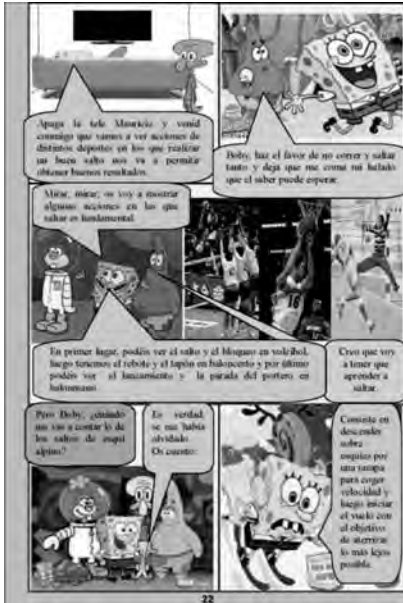 Apaga la tele Mauricio y venid
conmigo que vamos a ver acciones de
distintos deportes en los que realizar
un buen salto nos va a permitir
obtener buenos resultados.
Boby, haz el favor de no correr y saltar
tanto y deja que me coma mi helado
que el saber puede esperar.
Mirar, mirar, os voy a mostrar
algunas acciones en las que
saltar es fundamental.
En primer lugar, podéis ver el salto y el bloqueo en voleibol,
luego tenemos el rebote y el tapón en baloncesto y por último
podéis ver el lanzamiento y la parada del portero en
balonmano.
Creo que voy
a tener que
aprender a
saltar.
Pero Boby, ¿cuándo
nos vas a contar lo de
los saltos de esquí
alpino?
Es verdad,
se me había
olvidado.
Os cuento:
Consiste en
descender
sobre
esquíes por
una rampa
para coger
velocidad y
luego iniciar
el vuelo con
el objetivo
de aterrizar
lo más lejos
posible.
22